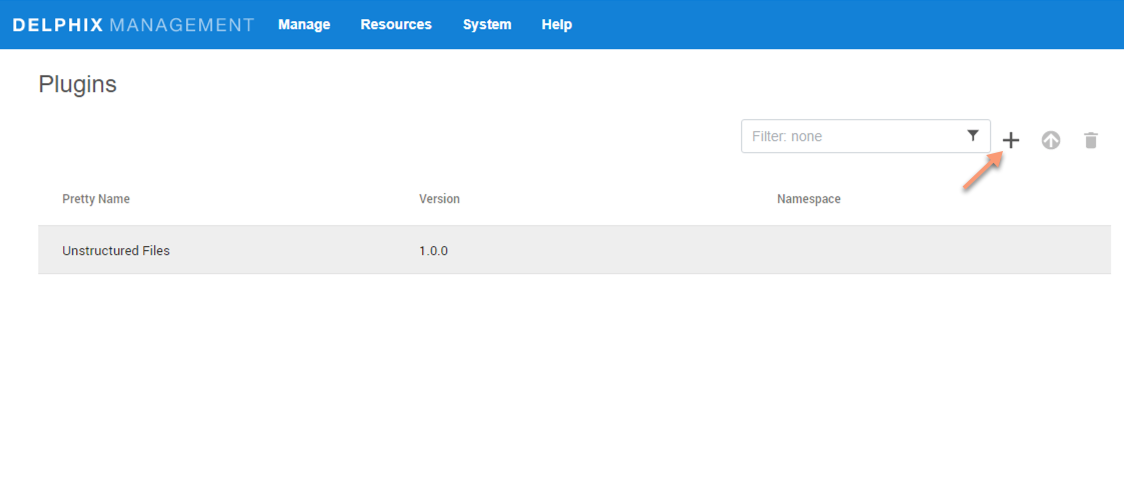 DELPHIX MANAGEMENT Manage Resources System Help
Plugins
Filter: none
Pretty Name Version Namespace
Unstructured Files 1.0.0